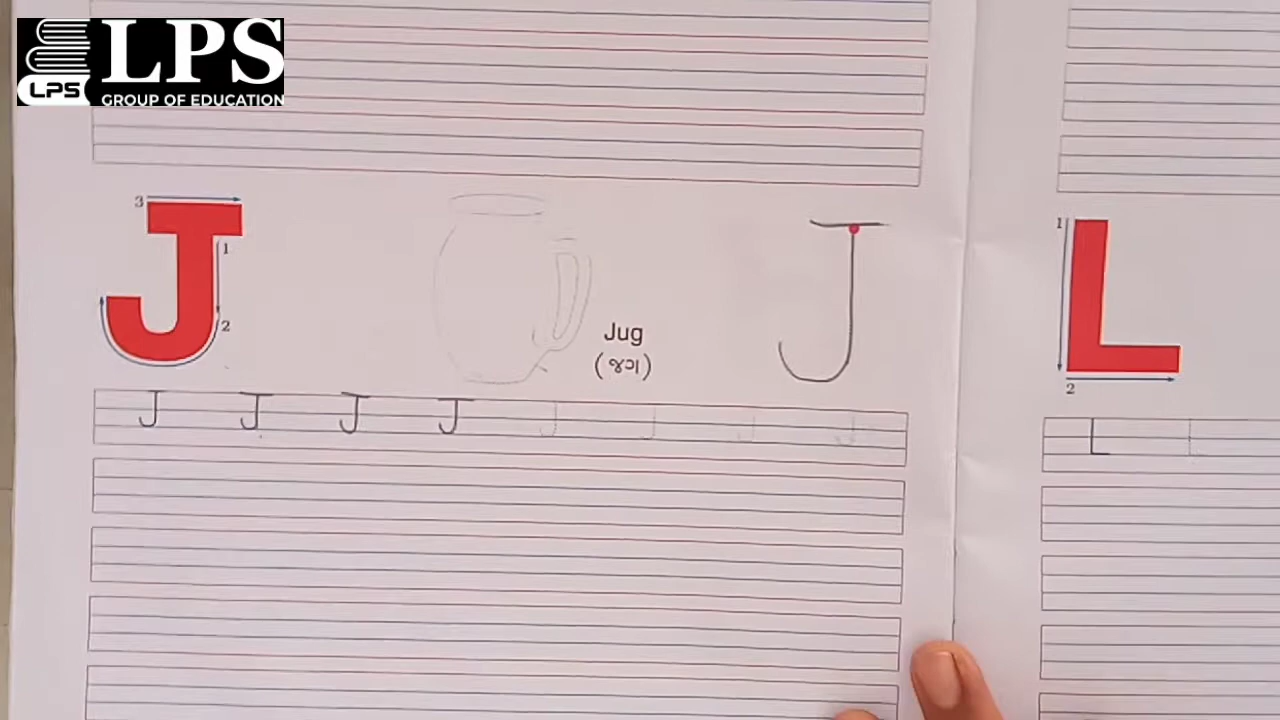 LPS
LPS
GROUP OF EDUCATION
3
J
1
2
Jug
(જગ)
J
J J J J J J J J
1
L
2
L L